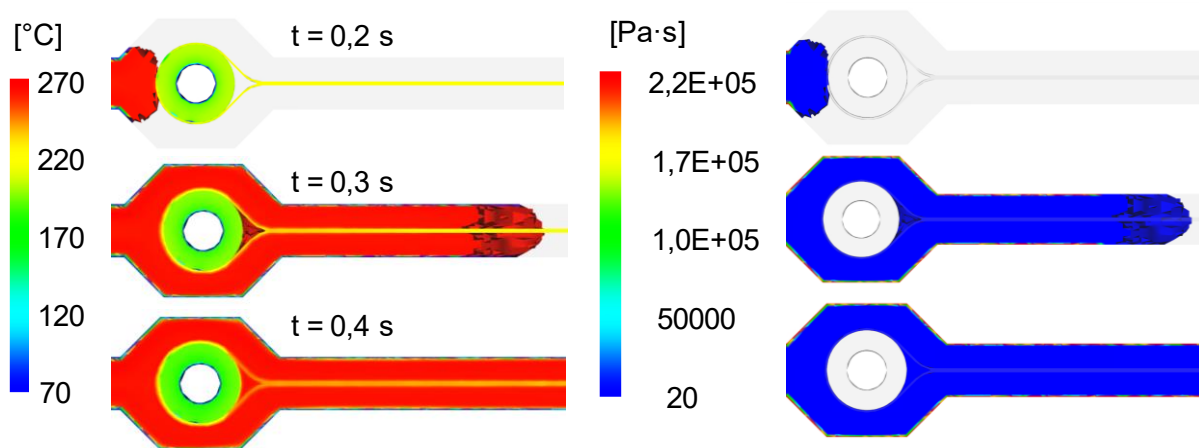 [°C]
270
220
170
120
70
t = 0,2 s
t = 0,3 s
t = 0,4 s
[Pa·s]
2,2E+05
1,7E+05
1,0E+05
50000
20